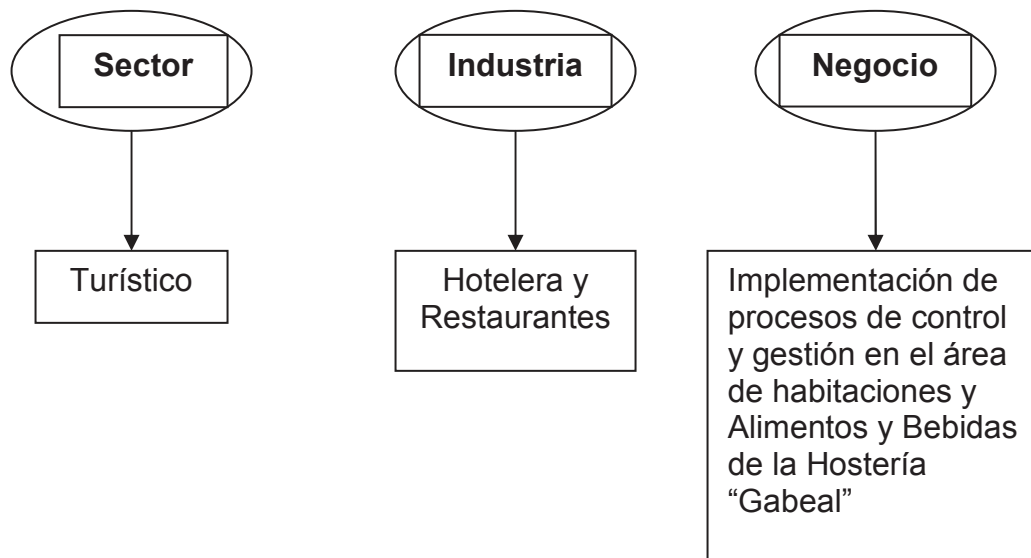 Sector
Industria
Negocio
Turístico
Hotelera y
Restaurantes
Implementación de
procesos de control
y gestión en el área
de habitaciones y
Alimentos y Bebidas
de la Hostería
“Gabeal”